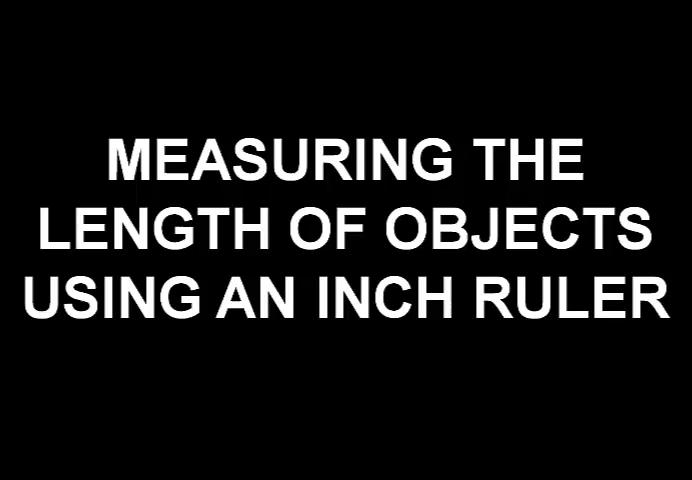 MEASURING THE
LENGTH OF OBJECTS
USING AN INCH RULER